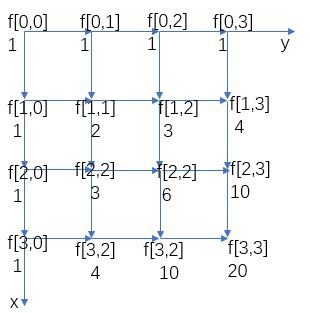 f[0,0] f[0,1] f[0,2] f[0,3]
1 1 1 1 y
f[1,0] f[1,1] f[1,2] f[1,3]
1 2 3 4
f[2,0] f[2,2] f[2,2] f[2,3]
1 3 6 10
f[3,0] f[3,2] f[3,2] f[3,3]
1 4 10 20
x